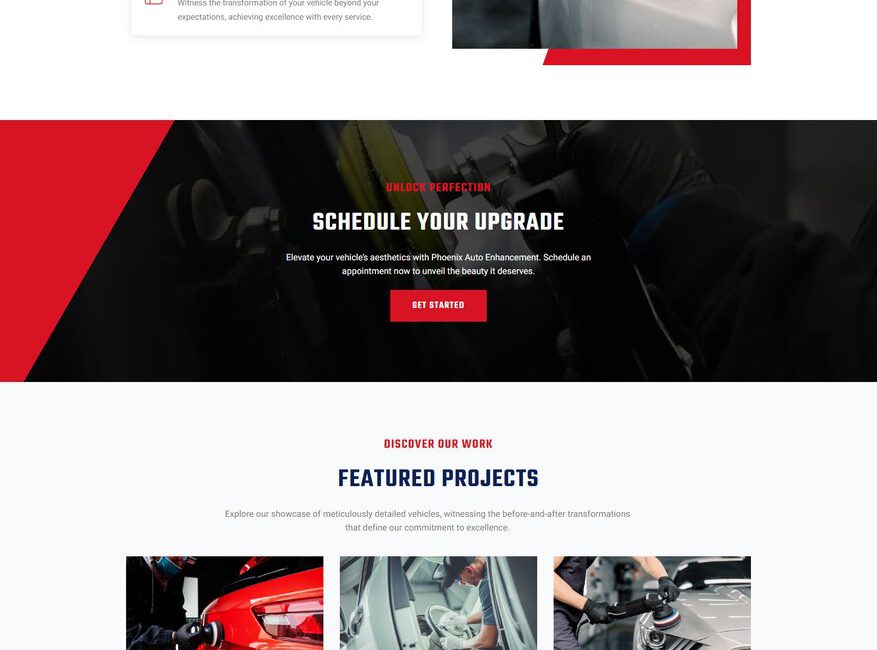 Witness the transformation of your vehicle beyond your
expectations, achieving excellence with every service.
UNLOCK PERFECTION
SCHEDULE YOUR UPGRADE
Elevate your vehicle's aesthetics with Phoenix Auto Enhancement. Schedule an
appointment now to unveil the beauty it deserves.
GET STARTED
DISCOVER OUR WORK
FEATURED PROJECTS
Explore our showcase of meticulously detailed vehicles, witnessing the before-and-after transformations
that define our commitment to excellence.